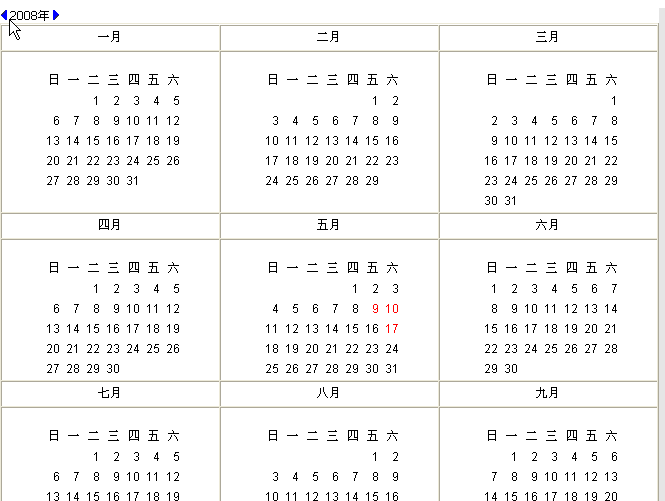 2008年
一月 二月 三月
日 一 二 三 四 五 六 日 一 二 三 四 五 六 日 一 二 三 四 五 六
1 2 3 4 5 1 2 1
6 7 8 9 10 11 12 3 4 5 6 7 8 9 2 3 4 5 6 7 8
13 14 15 16 17 18 19 10 11 12 13 14 15 16 9 10 11 12 13 14 15
20 21 22 23 24 25 26 17 18 19 20 21 22 23 16 17 18 19 20 21 22
27 28 29 30 31 24 25 26 27 28 29 23 24 25 26 27 28 29
30 31
四月 五月 六月
日 一 二 三 四 五 六 日 一 二 三 四 五 六 日 一 二 三 四 五 六
1 2 3 4 5 1 2 3 1 2 3 4 5 6 7
6 7 8 9 10 11 12 4 5 6 7 8 9 10 8 9 10 11 12 13 14
13 14 15 16 17 18 19 11 12 13 14 15 16 17 15 16 17 18 19 20 21
20 21 22 23 24 25 26 18 19 20 21 22 23 24 22 23 24 25 26 27 28
27 28 29 30 25 26 27 28 29 30 31 29 30
七月 八月 九月
日 一 二 三 四 五 六 日 一 二 三 四 五 六 日 一 二 三 四 五 六
1 2 3 4 5 1 2 1 2 3 4 5 6
6 7 8 9 10 11 12 3 4 5 6 7 8 9 7 8 9 10 11 12 13
13 14 15 16 17 18 19 10 11 12 13 14 15 16 14 15 16 17 18 19 20